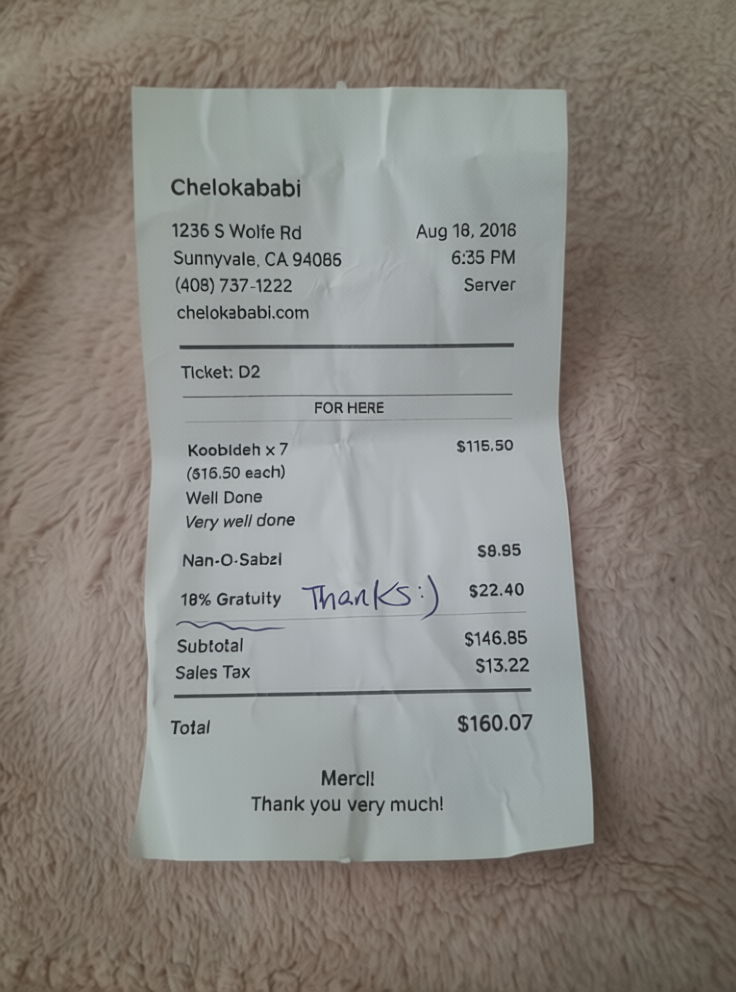 Chelokababi
1236 S Wolfe Rd
Aug 18, 2018
Sunnyvale, CA 94086
6:35 PM
(408) 737-1222
Server
chelokababi.com
Ticket: D2
FOR HERE
Koobideh x 7 $115.50
($16.50 each)
Well Done
Very well done
Nan-O-Sabzi $8.95
18% Gratuity Thanks:) $22.40
Subtotal $146.85
Sales Tax $13.22
Total $160.07
Merci!
Thank you very much!